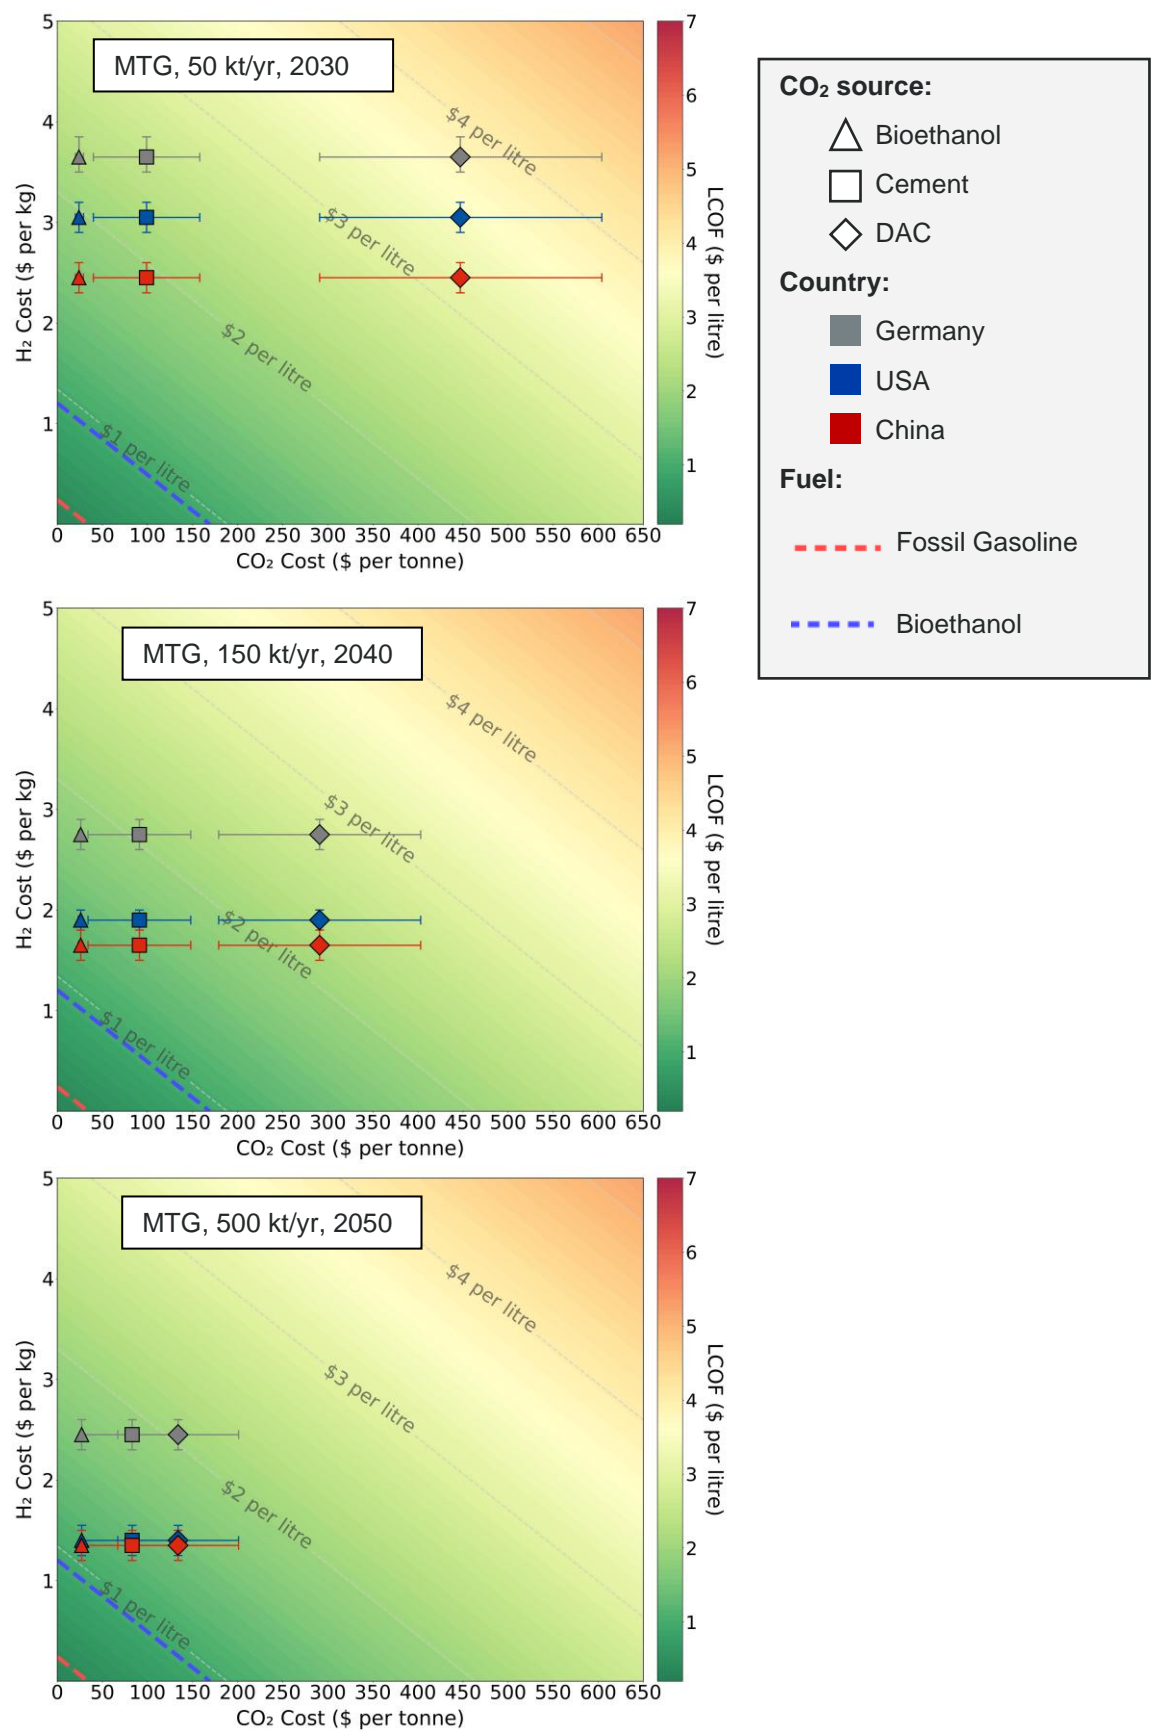 MTG, 50 kt/yr, 2030
5
4
3
2
1
H₂ Cost ($ per kg)
$4 per litre
$3 per litre
$2 per litre
$1 per litre
0 50 100 150 200 250 300 350 400 450 500 550 600 650
CO₂ Cost ($ per tonne)
7
6
5
4
3
2
1
LCOF ($ per litre)
CO₂ source:
Bioethanol
Cement
DAC
Country:
Germany
USA
China
Fuel:
Fossil Gasoline
Bioethanol
MTG, 150 kt/yr, 2040
5
4
3
2
1
H₂ Cost ($ per kg)
$4 per litre
$3 per litre
$2 per litre
$1 per litre
0 50 100 150 200 250 300 350 400 450 500 550 600 650
CO₂ Cost ($ per tonne)
7
6
5
4
3
2
1
LCOF ($ per litre)
MTG, 500 kt/yr, 2050
5
4
3
2
1
H₂ Cost ($ per kg)
$4 per litre
$3 per litre
$2 per litre
$1 per litre
0 50 100 150 200 250 300 350 400 450 500 550 600 650
CO₂ Cost ($ per tonne)
7
6
5
4
3
2
1
LCOF ($ per litre)